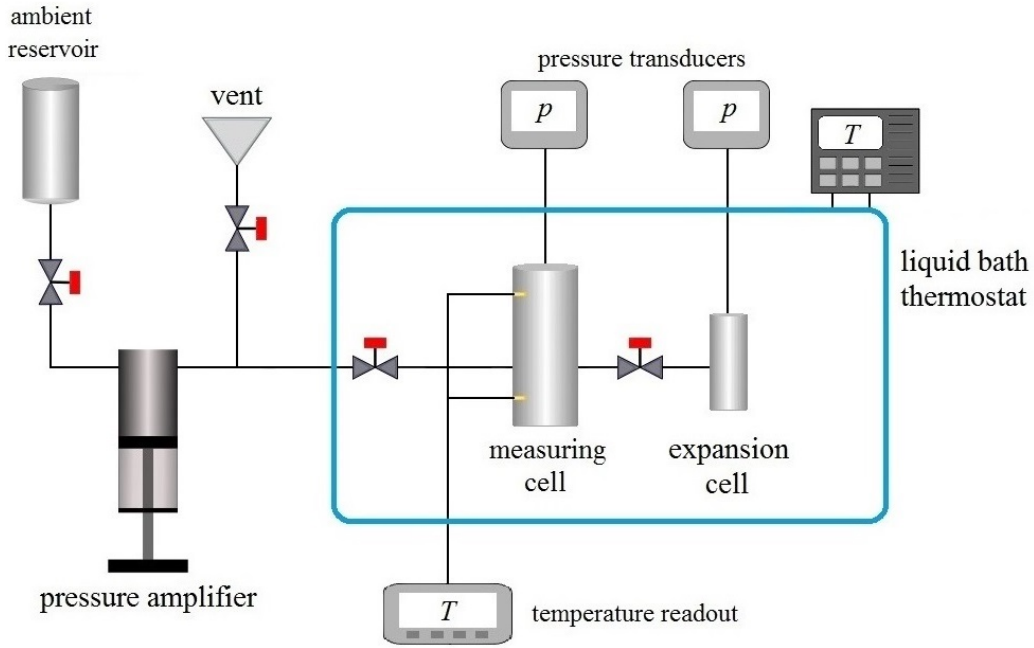 ambient
reservoir
vent
pressure transducers
p
p
T
liquid bath
thermostat
measuring
cell
expansion
cell
pressure amplifier
T
temperature readout